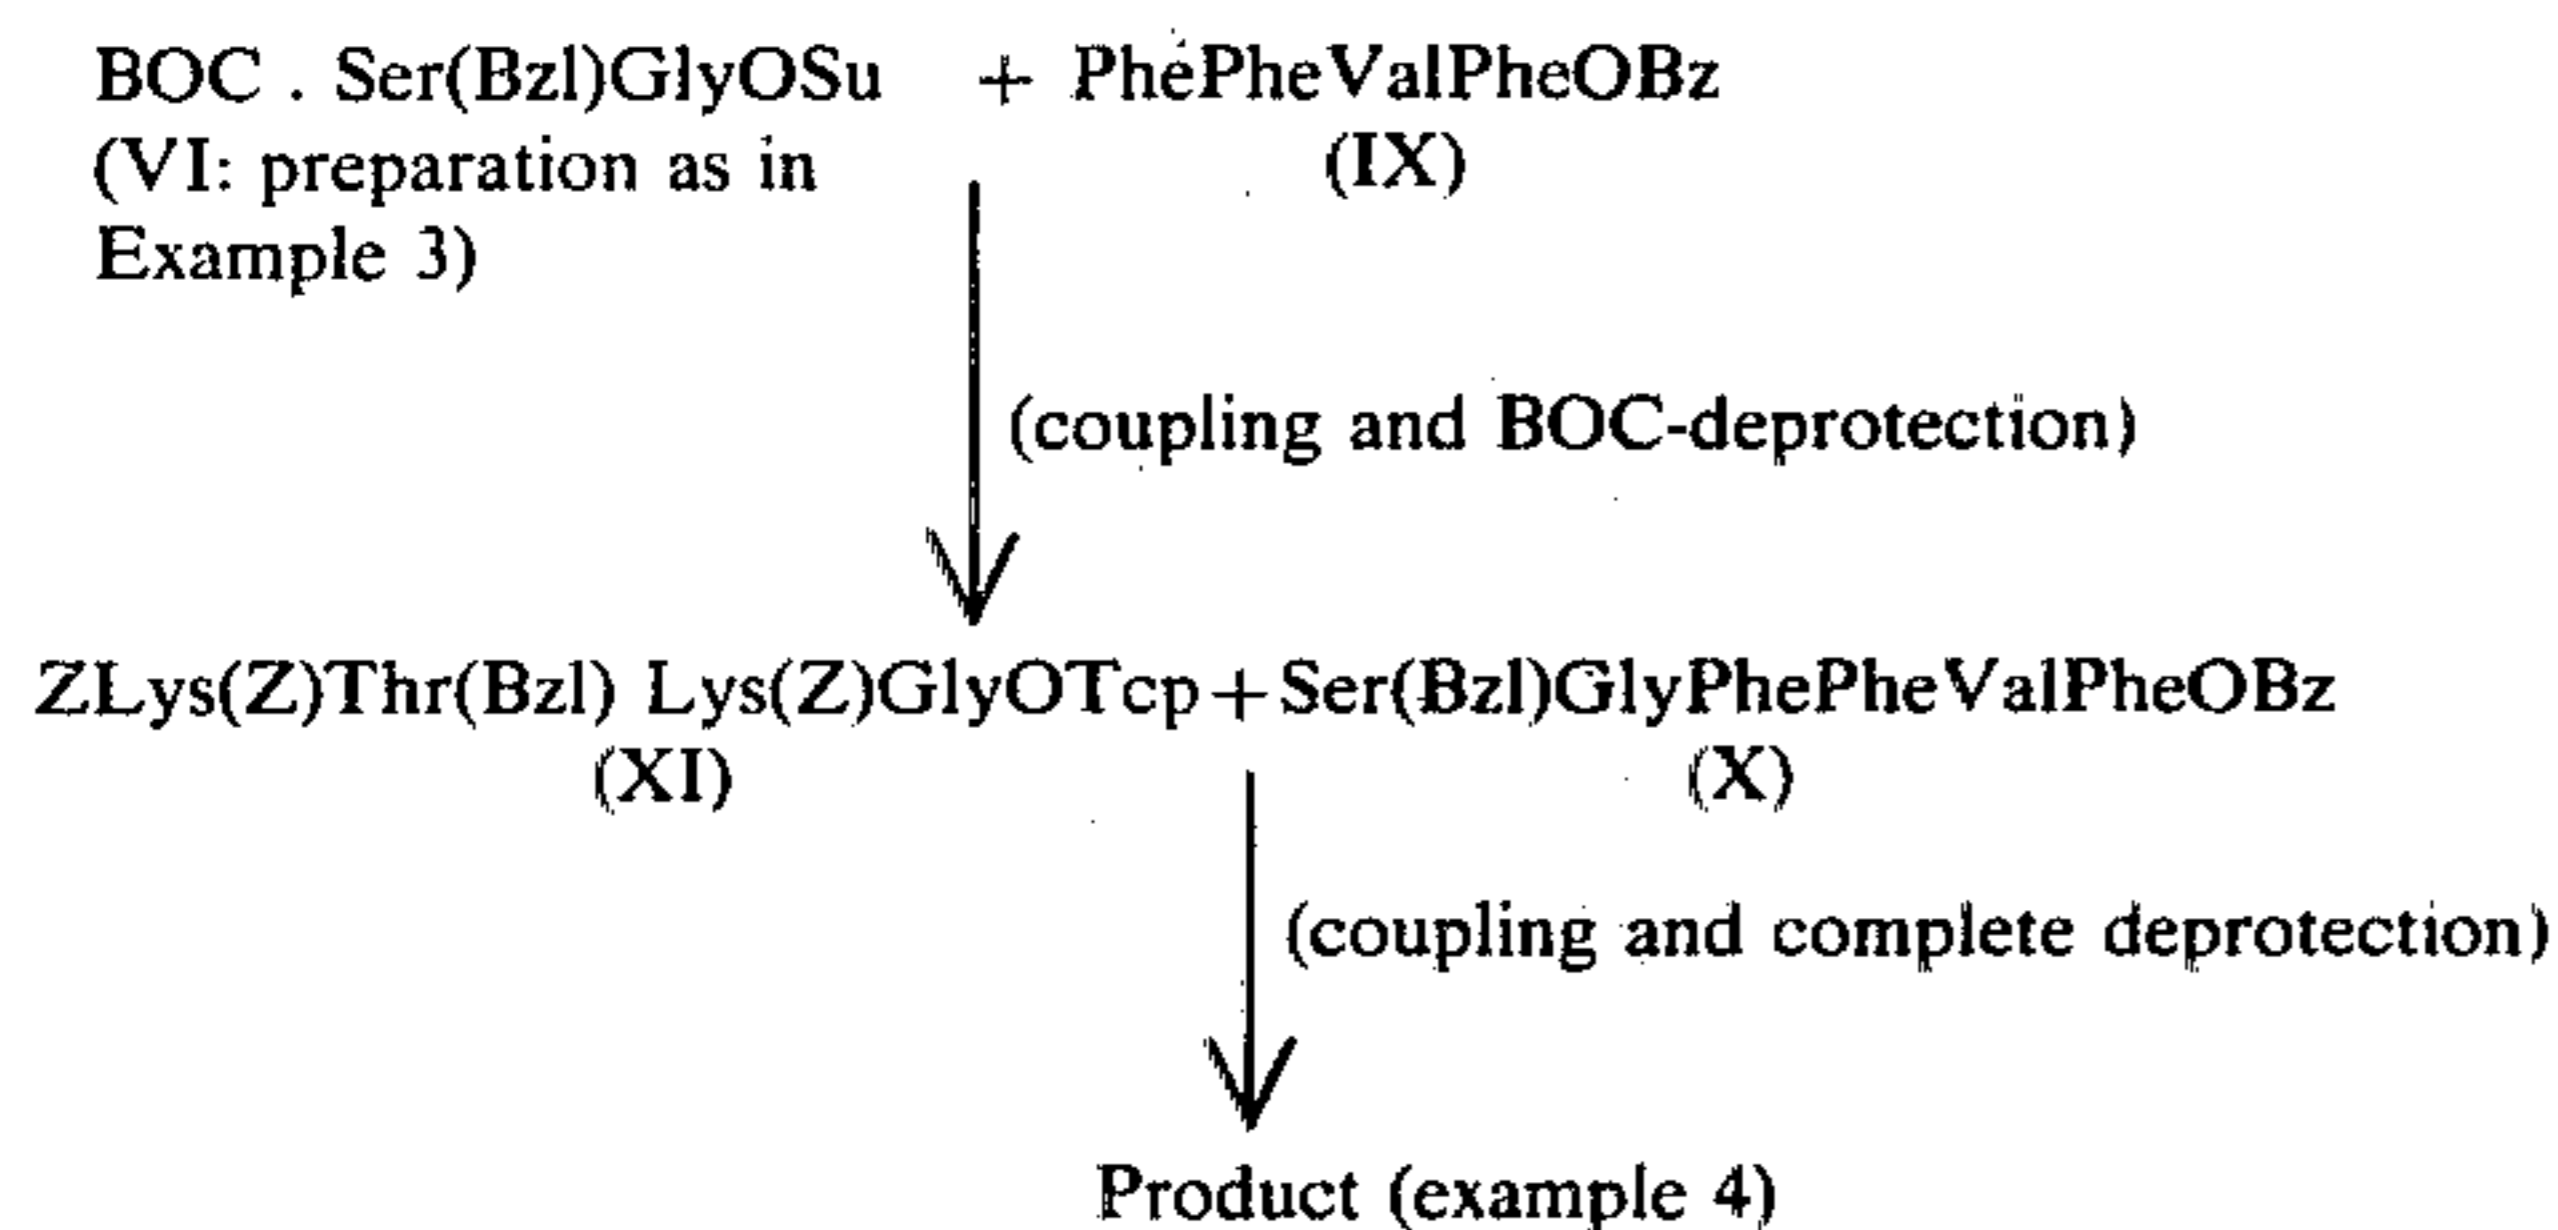 BOC . Ser(Bzl)GlyOSu + PhePheValPheOBz
(VI: preparation as in
(IX)
Example 3)
(coupling and BOC-deprotection)
ZLys(Z)Thr(Bzl) Lys(Z)GlyOTcp+Ser(Bzl)GlyPhePheValPheOBz
(XI) (X)
(coupling and complete deprotection)
Product (example 4)